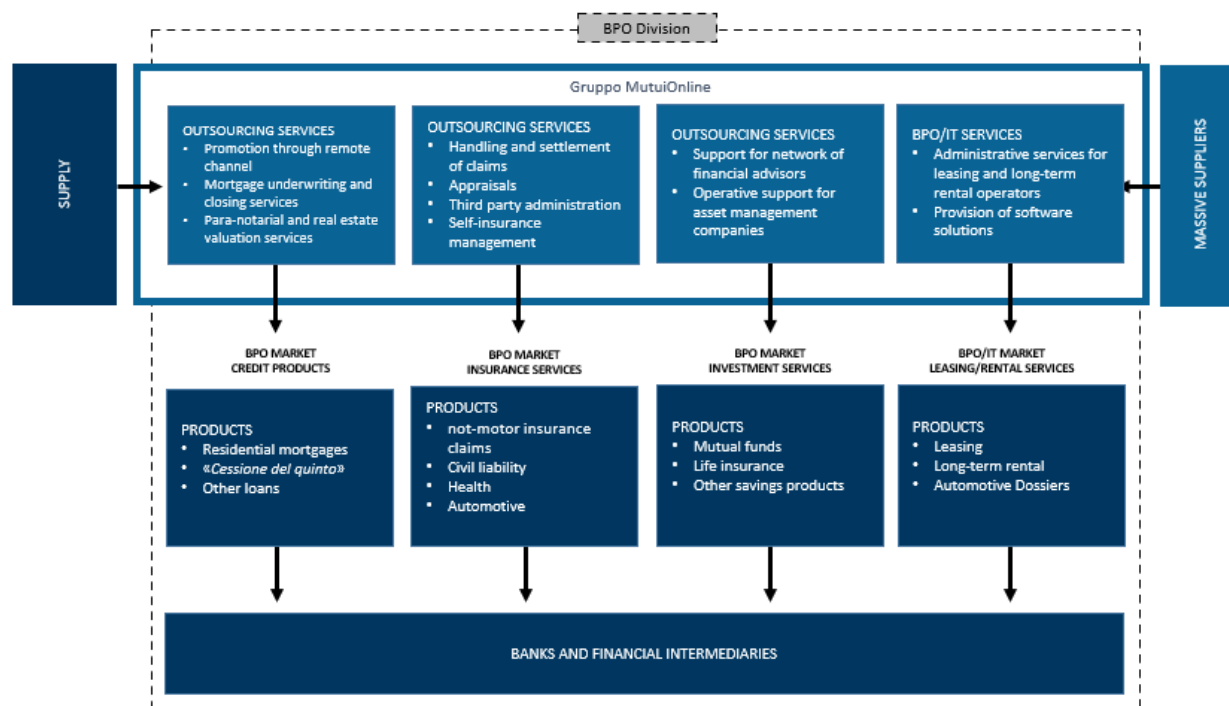 BPO Division
Gruppo MutuiOnline
SUPPLY
OUTSOURCING SERVICES
• Promotion through remote
channel
• Mortgage underwriting and
closing services
• Para-notarial and real estate
valuation services
OUTSOURCING SERVICES
• Handling and settlement
of claims
• Appraisals
• Third party administration
• Self-insurance
management
OUTSOURCING SERVICES
• Support for network of
financial advisors
• Operative support for
asset management
companies
BPO/IT SERVICES
• Administrative services for
leasing and long-term
rental operators
• Provision of software
solutions
MASSIVE SUPPLIERS
BPO MARKET
CREDIT PRODUCTS
BPO MARKET
INSURANCE SERVICES
BPO MARKET
INVESTMENT SERVICES
BPO/IT MARKET
LEASING/RENTAL SERVICES
PRODUCTS
• Residential mortgages
• «Cessione del quinto»
• Other loans
PRODUCTS
• not-motor insurance
claims
• Civil liability
• Health
• Automotive
PRODUCTS
• Mutual funds
• Life insurance
• Other savings products
PRODUCTS
• Leasing
• Long-term rental
• Automotive Dossiers
BANKS AND FINANCIAL INTERMEDIARIES